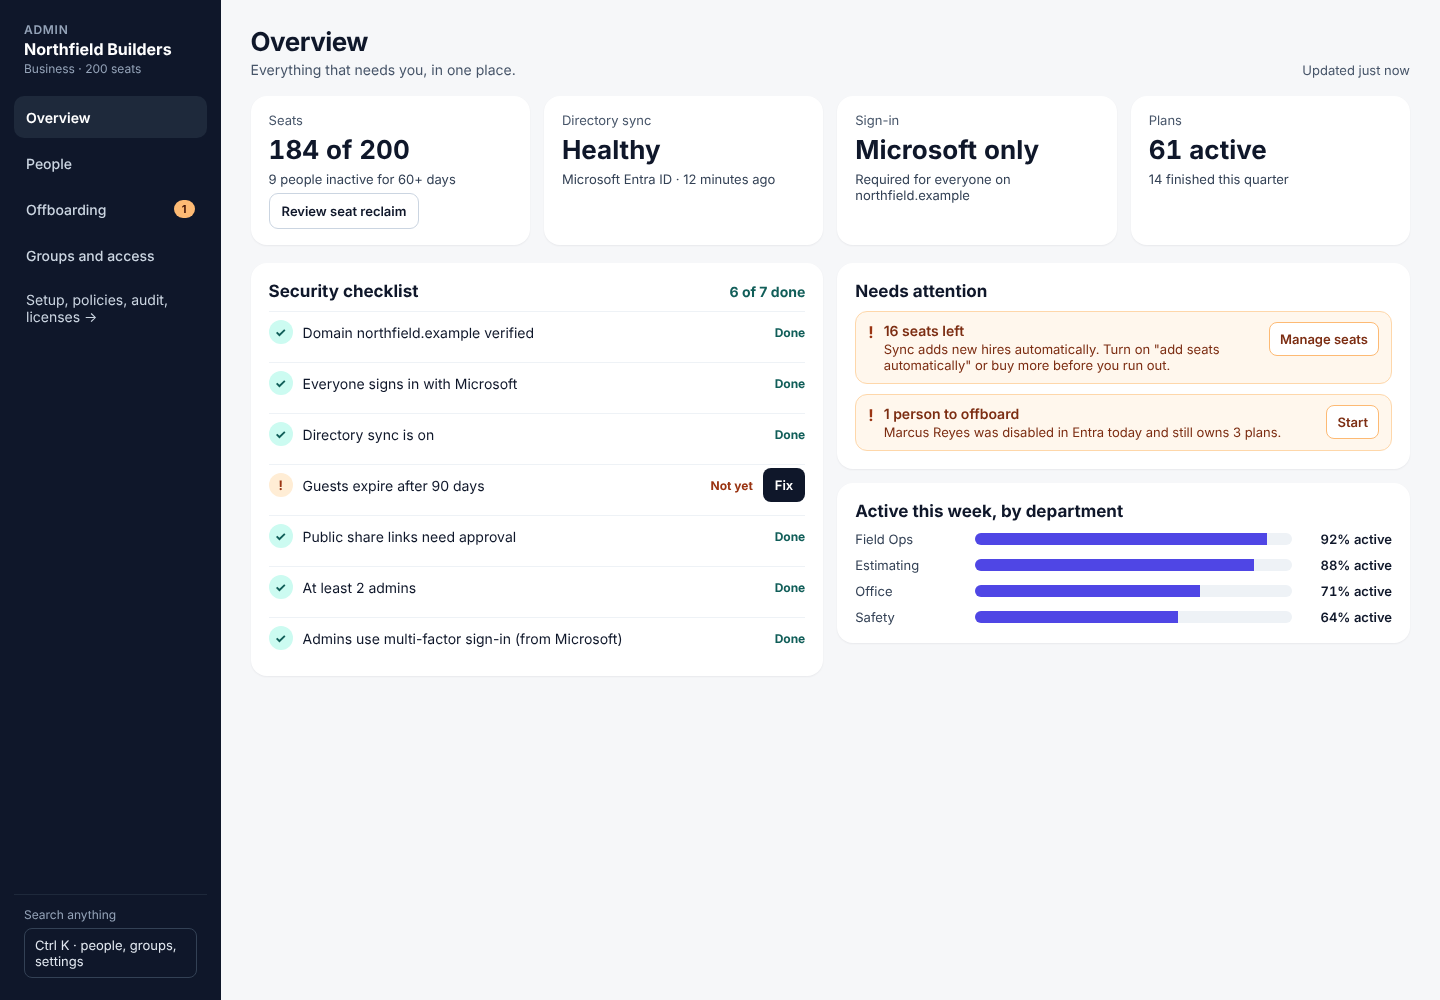 ADMIN
Northfield Builders
Business · 200 seats
Overview
People
Offboarding 1
Groups and access
Setup, policies, audit,
licenses →
Search anything
Ctrl K · people, groups,
settings
Overview
Everything that needs you, in one place.
Updated just now
Seats
184 of 200
9 people inactive for 60+ days
Review seat reclaim
Directory sync
Healthy
Microsoft Entra ID · 12 minutes ago
Sign-in
Microsoft only
Required for everyone on
northfield.example
Plans
61 active
14 finished this quarter
Security checklist 6 of 7 done
Domain northfield.example verified Done
Everyone signs in with Microsoft Done
Directory sync is on Done
! Guests expire after 90 days Not yet Fix
Public share links need approval Done
At least 2 admins Done
Admins use multi-factor sign-in (from Microsoft) Done
Needs attention
! 16 seats left
Sync adds new hires automatically. Turn on "add seats
automatically" or buy more before you run out.
Manage seats
! 1 person to offboard
Marcus Reyes was disabled in Entra today and still owns 3 plans.
Start
Active this week, by department
Field Ops 92% active
Estimating 88% active
Office 71% active
Safety 64% active